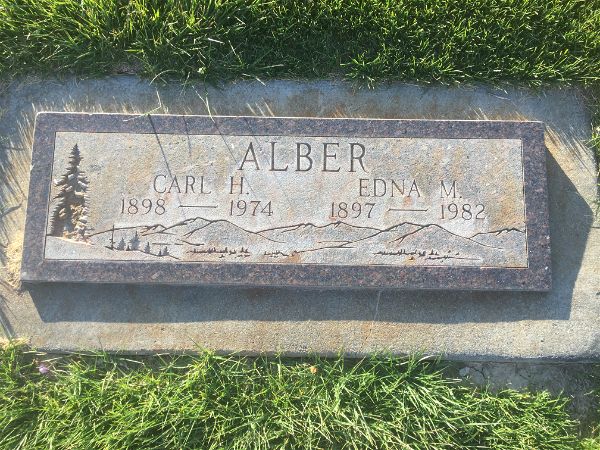 ALBER
CARL H. EDNA M.
1898 — 1974 1897 — 1982